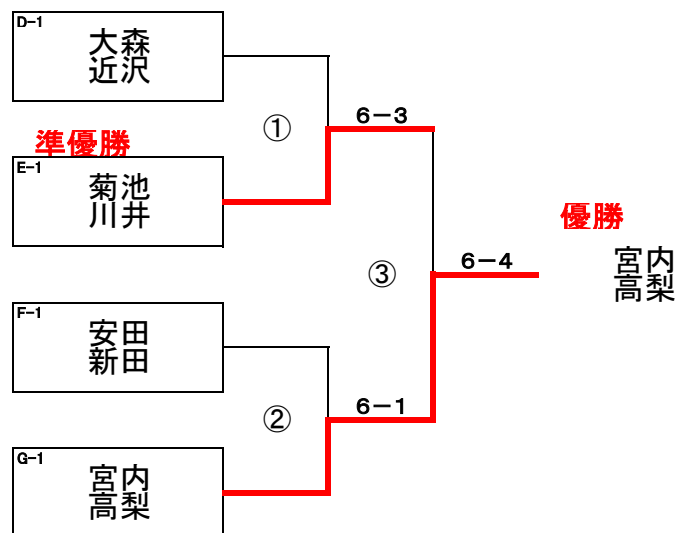 D-1
大森
近沢
①
6-3
準優勝
E-1
菊池
川井
優勝
宮内
高梨
③
6-4
F-1
安田
新田
②
6-1
G-1
宮内
高梨